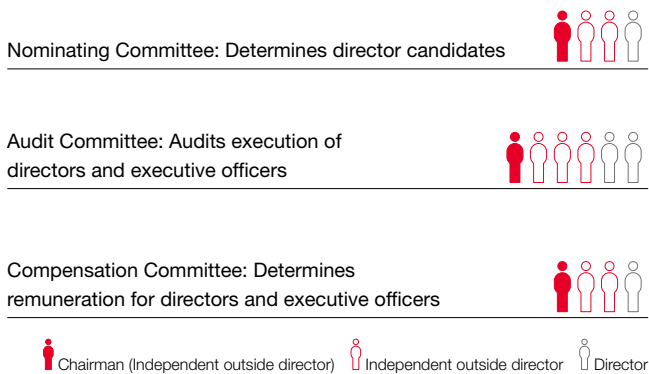 Nominating Committee: Determines director candidates
Audit Committee: Audits execution of
directors and executive officers
Compensation Committee: Determines
remuneration for directors and executive officers
Chairman (Independent outside director) Independent outside director Director